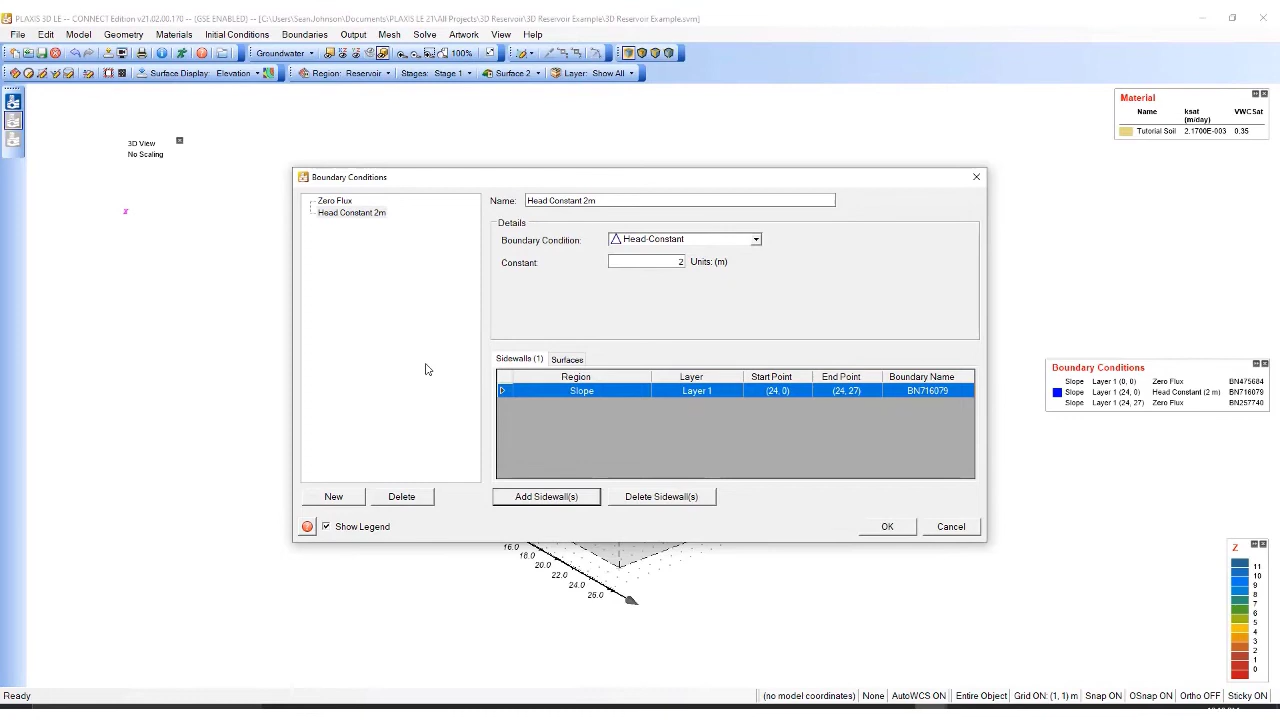 PLAXIS 3D LE -- CONNECT Edition v21.02.00.170 -- (GSE ENABLED) -- [C:\Users\SeanJohnson\Documents\PLAXIS LE 21\All Projects\3D Reservoir\3D Reservoir Example\3D Reservoir Example.svm]
File Edit Model Geometry Materials Initial Conditions Boundaries Output Mesh Solve Artwork View Help
Groundwater 100%
Surface Display: Elevation Region: Reservoir Stages: Stage 1 Surface 2 Layer: Show All
3D View
No Scaling
x
Material
Name ksat (m/day) VWC Sat
Tutorial Soil 2.1700E-003 0.35
Boundary Conditions
Zero Flux
Head Constant 2m
Name: Head Constant 2m
Details
Boundary Condition: Head-Constant
Constant: 2 Units: (m)
Sidewalls (1) Surfaces
Region Layer Start Point End Point Boundary Name
Slope Layer 1 (24, 0) (24, 27) BN716079
New Delete Add Sidewall(s) Delete Sidewall(s)
Show Legend OK Cancel
Boundary Conditions
Slope Layer 1 (0, 0) Zero Flux BN475684
Slope Layer 1 (24, 0) Head Constant (2 m) BN716079
Slope Layer 1 (24, 27) Zero Flux BN257740
16.0
18.0
20.0
22.0
24.0
26.0
Z
11
10
9
8
7
6
5
4
3
2
1
0
Ready (no model coordinates) None AutoWCS ON Entire Object Grid ON: (1, 1) m Snap ON OSnap ON Ortho OFF Sticky ON